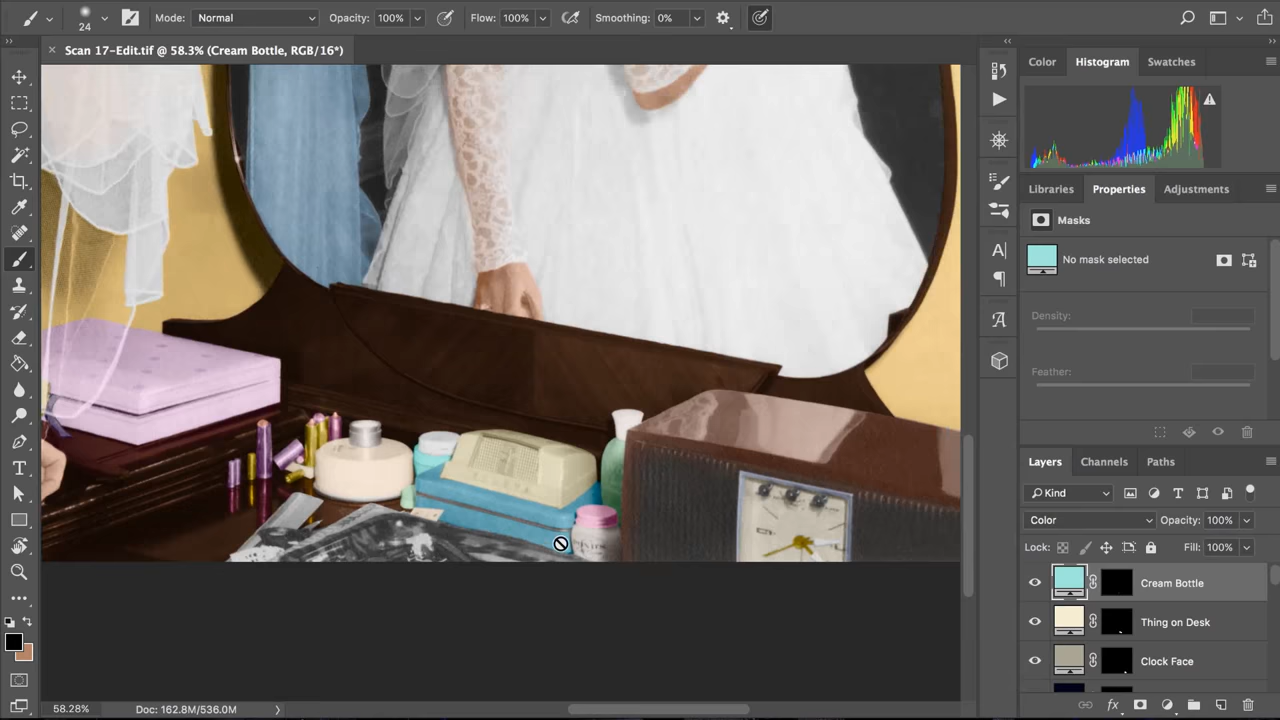 24
Mode: Normal
Opacity: 100%
Flow: 100%
Smoothing: 0%
Scan 17-Edit.tif @ 58.3% (Cream Bottle, RGB/16*)
Color Histogram Swatches
Libraries Properties Adjustments
Masks
No mask selected
Density:
Feather:
Layers Channels Paths
Kind
Color Opacity: 100%
Lock: Fill: 100%
Cream Bottle
Thing on Desk
Clock Face
fx
58.28% Doc: 162.8M/536.0M